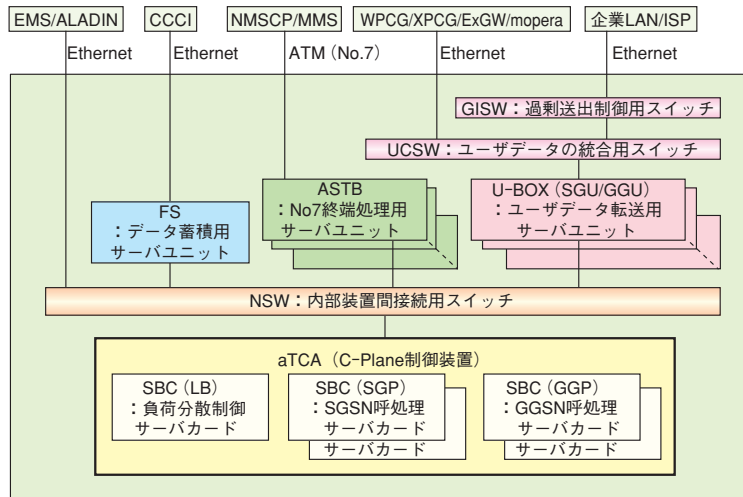 EMS/ALADIN
CCCI
NMSCP/MMS
WPCG/XPCG/ExGW/mopera
企業LAN/ISP
Ethernet
Ethernet
ATM（No.7）
Ethernet
Ethernet
GISW：過剰送出制御用スイッチ
UCSW：ユーザデータの統合用スイッチ
FS
：データ蓄積用
サーバユニット
ASTB
：No7終端処理用
サーバユニット
U-BOX（SGU/GGU）
：ユーザデータ転送用
サーバユニット
NSW：内部装置間接続用スイッチ
aTCA（C-Plane制御装置）
SBC（LB）
：負荷分散制御
サーバカード
SBC（SGP）
：SGSN呼処理
サーバカード
サーバカード
SBC（GGP）
：GGSN呼処理
サーバカード
サーバカード